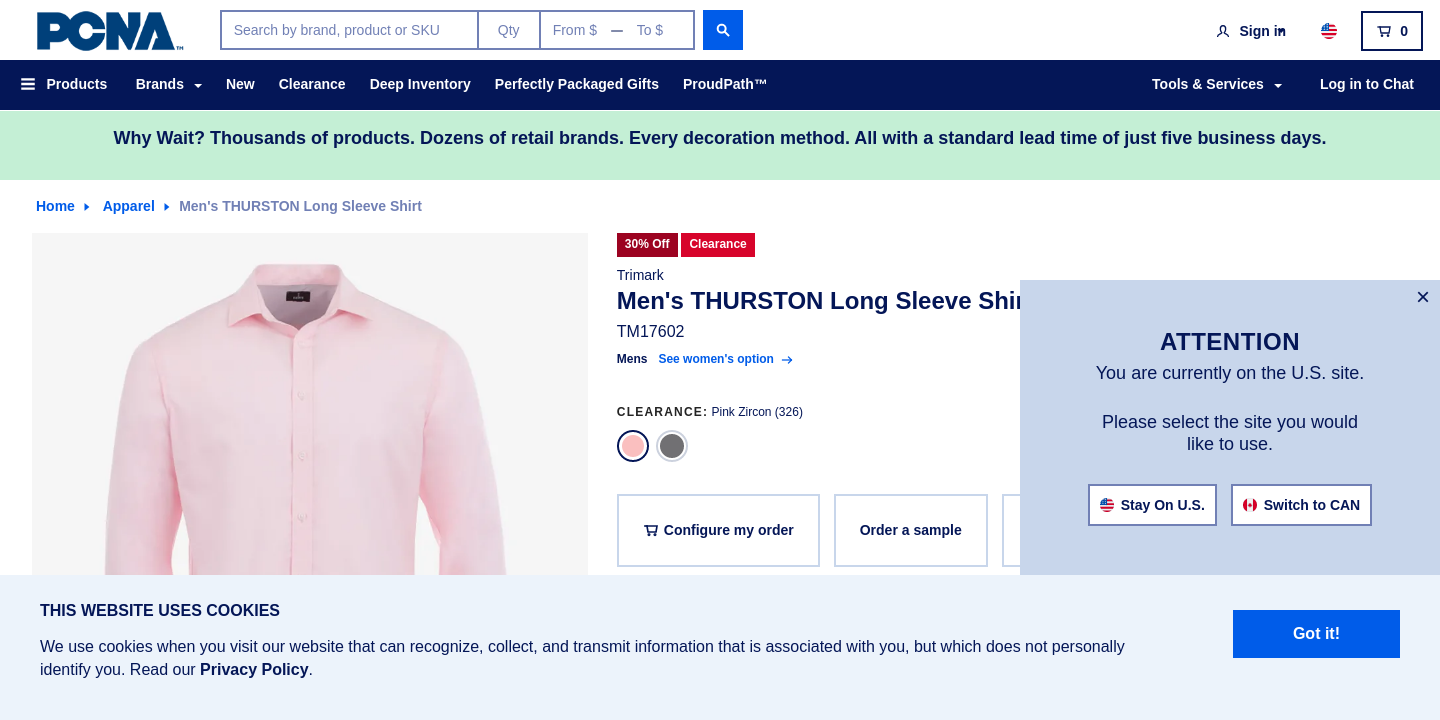 PCNA™
Search by brand, product or SKU
Qty
From $ — To $
Sign in
0
Products
Brands
New
Clearance
Deep Inventory
Perfectly Packaged Gifts
ProudPath™
Tools & Services
Log in to Chat
Why Wait? Thousands of products. Dozens of retail brands. Every decoration method. All with a standard lead time of just five business days.
Home
Apparel
Men's THURSTON Long Sleeve Shirt
30% Off
Clearance
Trimark
Men's THURSTON Long Sleeve Shir
TM17602
Mens
See women's option
CLEARANCE: Pink Zircon (326)
Configure my order
Order a sample
ATTENTION
You are currently on the U.S. site.
Please select the site you would
like to use.
Stay On U.S.
Switch to CAN
THIS WEBSITE USES COOKIES
We use cookies when you visit our website that can recognize, collect, and transmit information that is associated with you, but which does not personally
identify you. Read our Privacy Policy.
Got it!